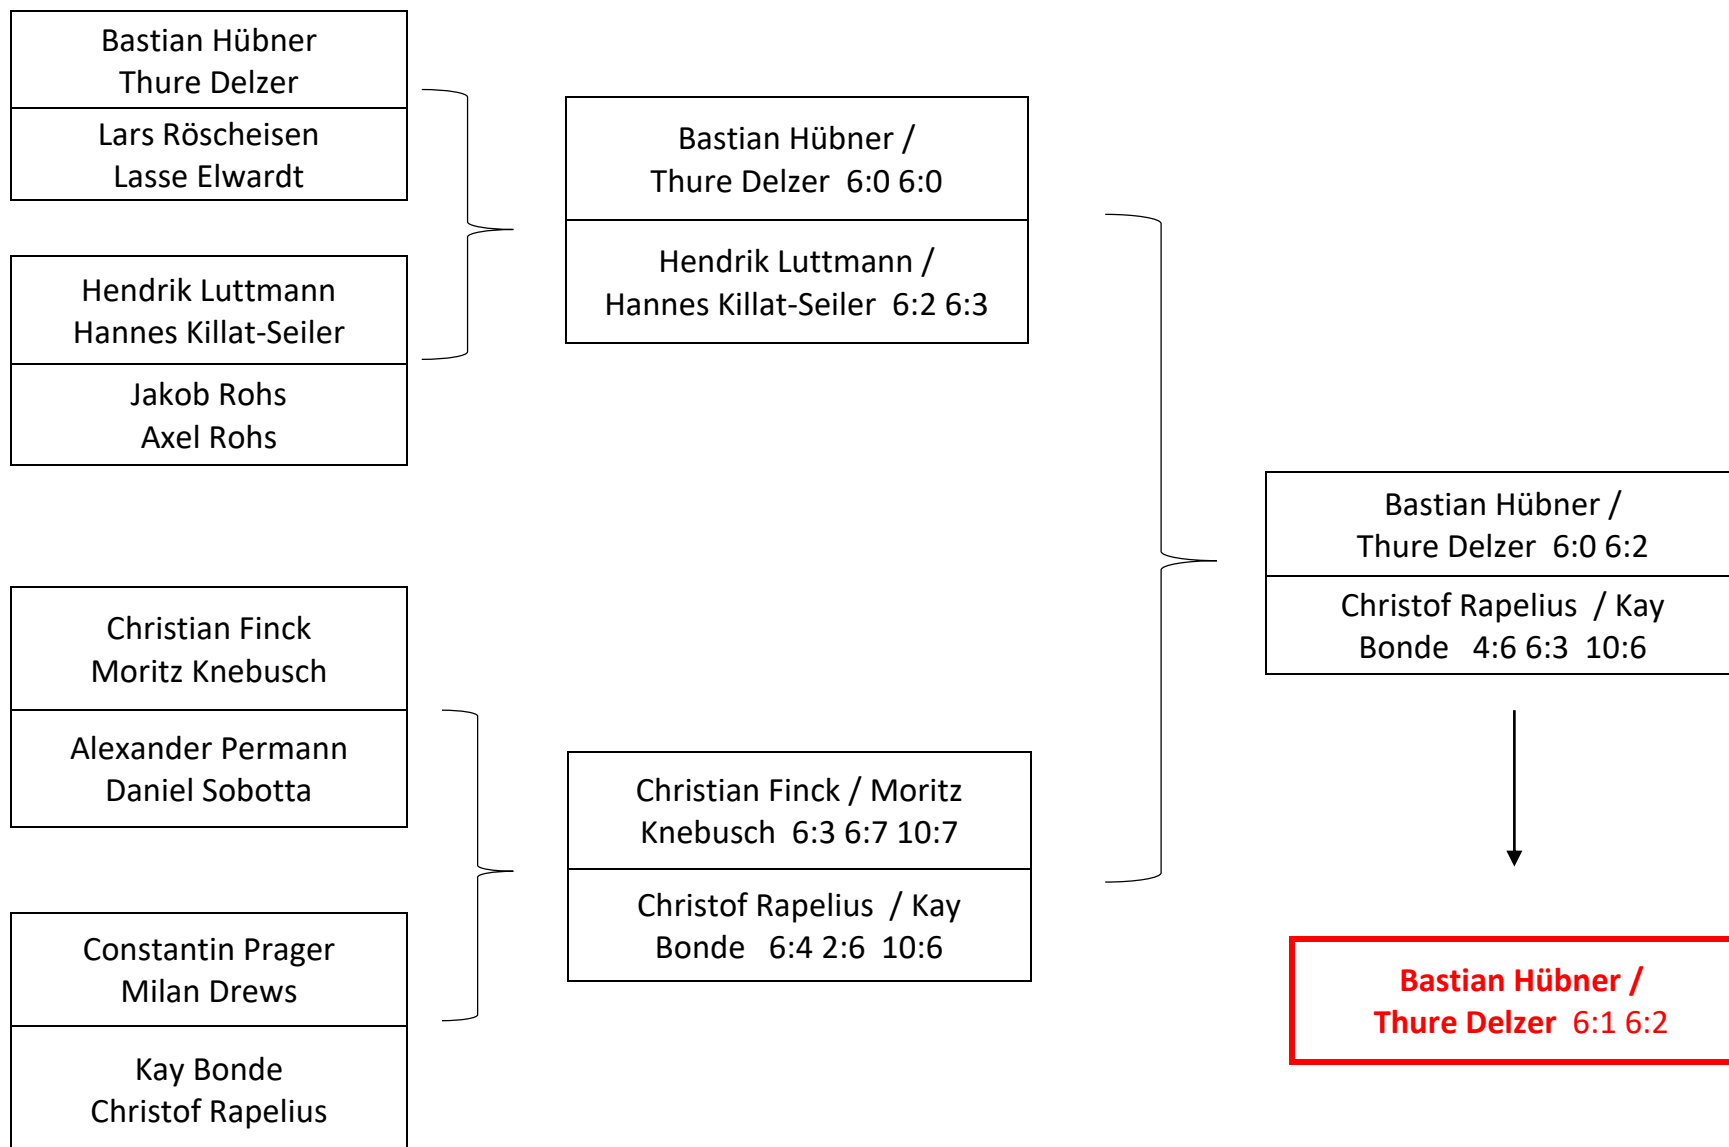 Bastian Hübner
Thure Delzer
Lars Röscheisen
Lasse Elwardt
Hendrik Luttmann
Hannes Killat-Seiler
Jakob Rohs
Axel Rohs
Christian Finck
Moritz Knebusch
Alexander Permann
Daniel Sobotta
Constantin Prager
Milan Drews
Kay Bonde
Christof Rapelius
Bastian Hübner /
Thure Delzer  6:0 6:0
Hendrik Luttmann /
Hannes Killat-Seiler  6:2 6:3
Christian Finck / Moritz
Knebusch  6:3 6:7 10:7
Christof Rapelius  / Kay
Bonde   6:4 2:6  10:6
Bastian Hübner /
Thure Delzer  6:0 6:2
Christof Rapelius  / Kay
Bonde   4:6 6:3  10:6
Bastian Hübner /
Thure Delzer  6:1 6:2